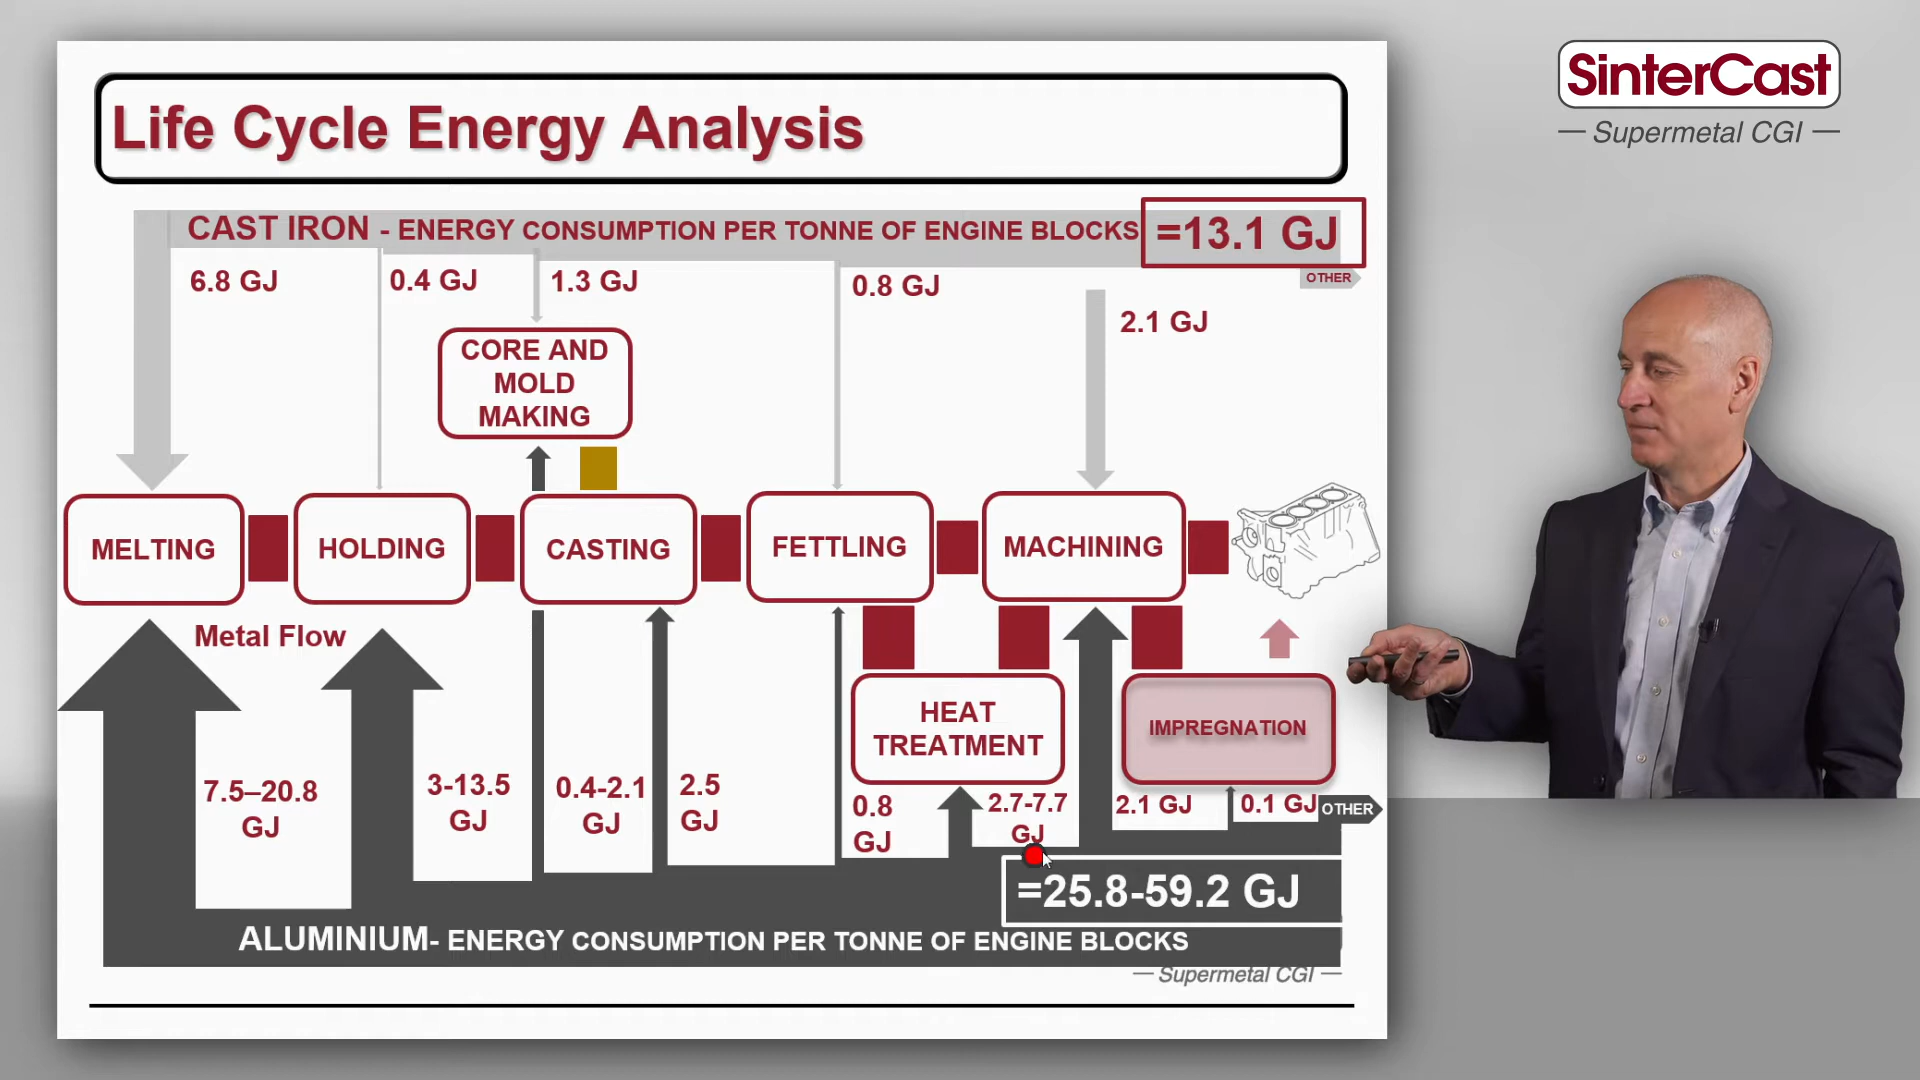 SinterCast
— Supermetal CGI —
Life Cycle Energy Analysis
CAST IRON - ENERGY CONSUMPTION PER TONNE OF ENGINE BLOCKS
=13.1 GJ
OTHER
6.8 GJ
0.4 GJ
1.3 GJ
0.8 GJ
2.1 GJ
CORE AND
MOLD
MAKING
MELTING
HOLDING
CASTING
FETTLING
MACHINING
Metal Flow
HEAT
TREATMENT
IMPREGNATION
7.5–20.8
GJ
3-13.5
GJ
0.4-2.1
GJ
2.5
GJ
0.8
GJ
2.7-7.7
GJ
2.1 GJ
0.1 GJ
OTHER
=25.8-59.2 GJ
ALUMINIUM- ENERGY CONSUMPTION PER TONNE OF ENGINE BLOCKS
— Supermetal CGI —